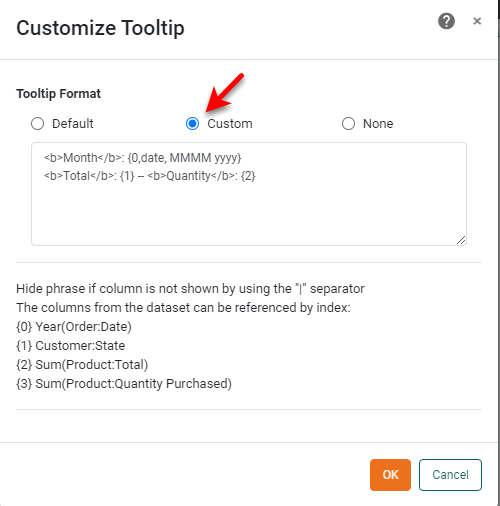 Customize Tooltip
Tooltip Format
Default Custom None
<b>Month</b>: {0,date, MMMM yyyy}
<b>Total</b>: {1} -- <b>Quantity</b>: {2}
Hide phrase if column is not shown by using the "|" separator
The columns from the dataset can be referenced by index:
{0} Year(Order:Date)
{1} Customer:State
{2} Sum(Product:Total)
{3} Sum(Product:Quantity Purchased)
OK Cancel